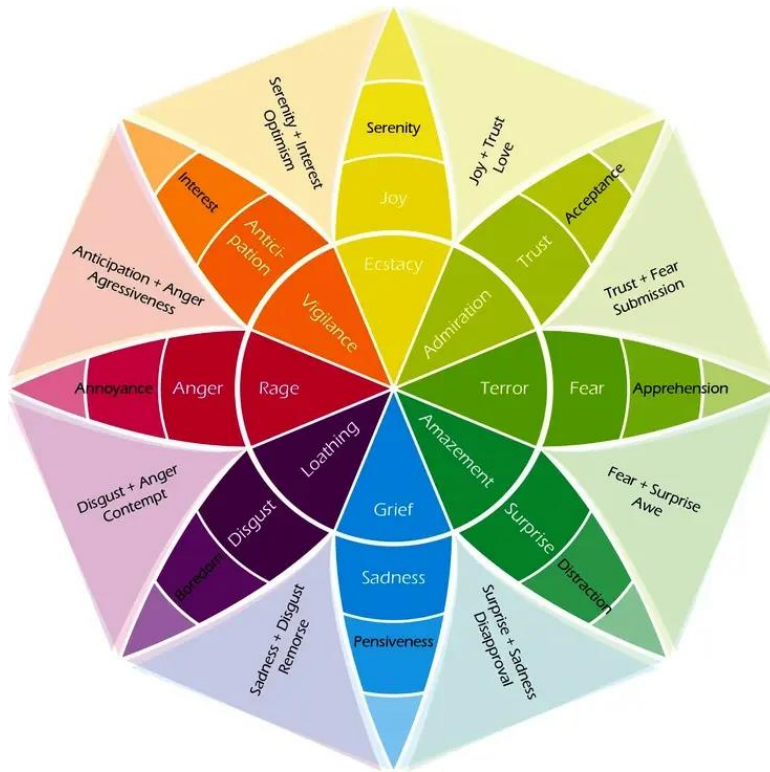 Serenity + Interest
Optimism
Joy + Trust
Love
Trust + Fear
Submission
Fear + Surprise
Awe
Surprise + Sadness
Disapproval
Sadness + Disgust
Remorse
Disgust + Anger
Contempt
Anticipation + Anger
Agressiveness
Serenity
Joy
Ecstacy
Acceptance
Trust
Admiration
Apprehension
Fear
Terror
Distraction
Surprise
Amazement
Pensiveness
Sadness
Grief
Boredom
Disgust
Loathing
Annoyance
Anger
Rage
Interest
Antici-
pation
Vigilance